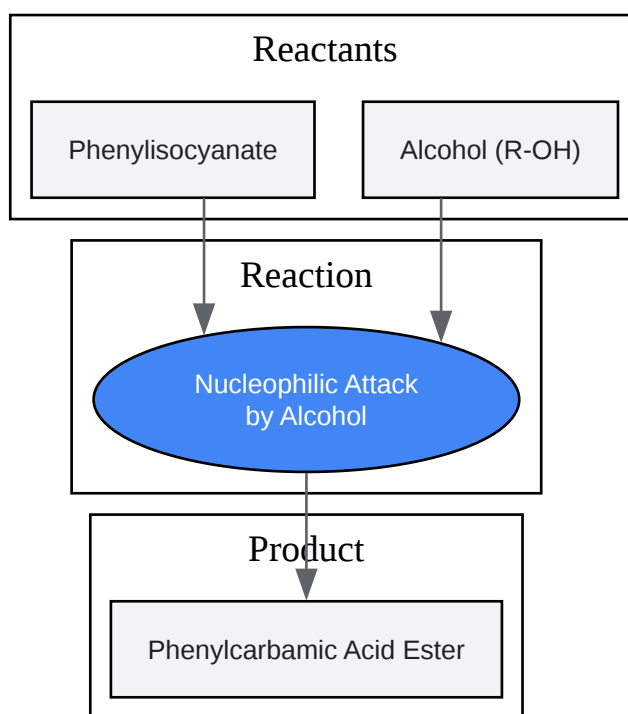 Reactants
Phenylisocyanate
Alcohol (R-OH)
Reaction
Nucleophilic Attack
by Alcohol
Product
Phenylcarbamic Acid Ester